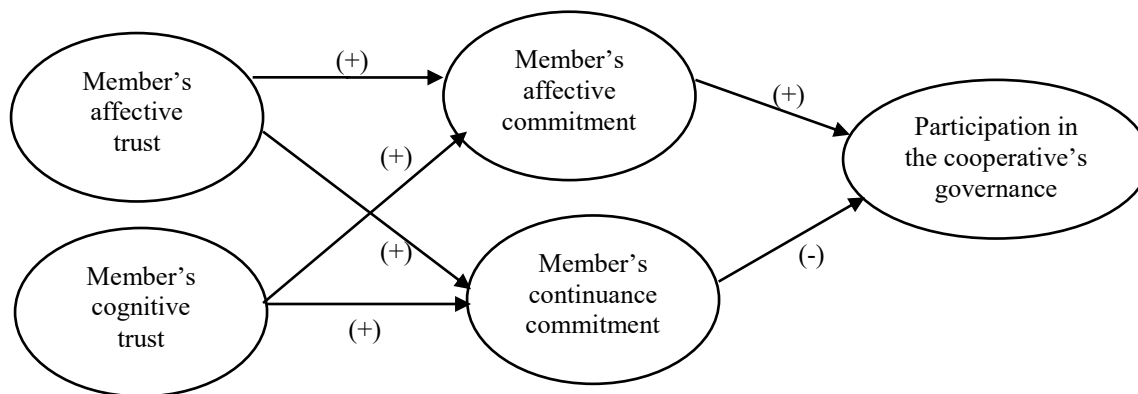 Member’s
affective
trust
(+)
Member’s
affective
commitment
(+)
Participation in
the cooperative’s
governance
(+)
(+)
Member’s
cognitive
trust
(+)
Member’s
continuance
commitment
(-)